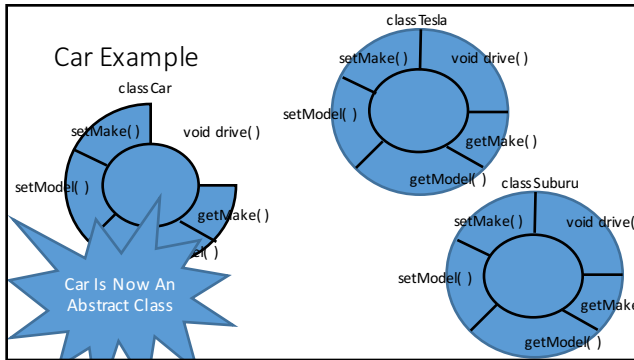 Car Example
class Car
setMake( )
void drive( )
setModel( )
getMake( )
del( )
Car Is Now An
Abstract Class
class Tesla
setMake( )
void drive( )
setModel( )
getMake( )
getModel( )
class Suburu
setMake( )
void drive(
setModel( )
getMake
getModel( )